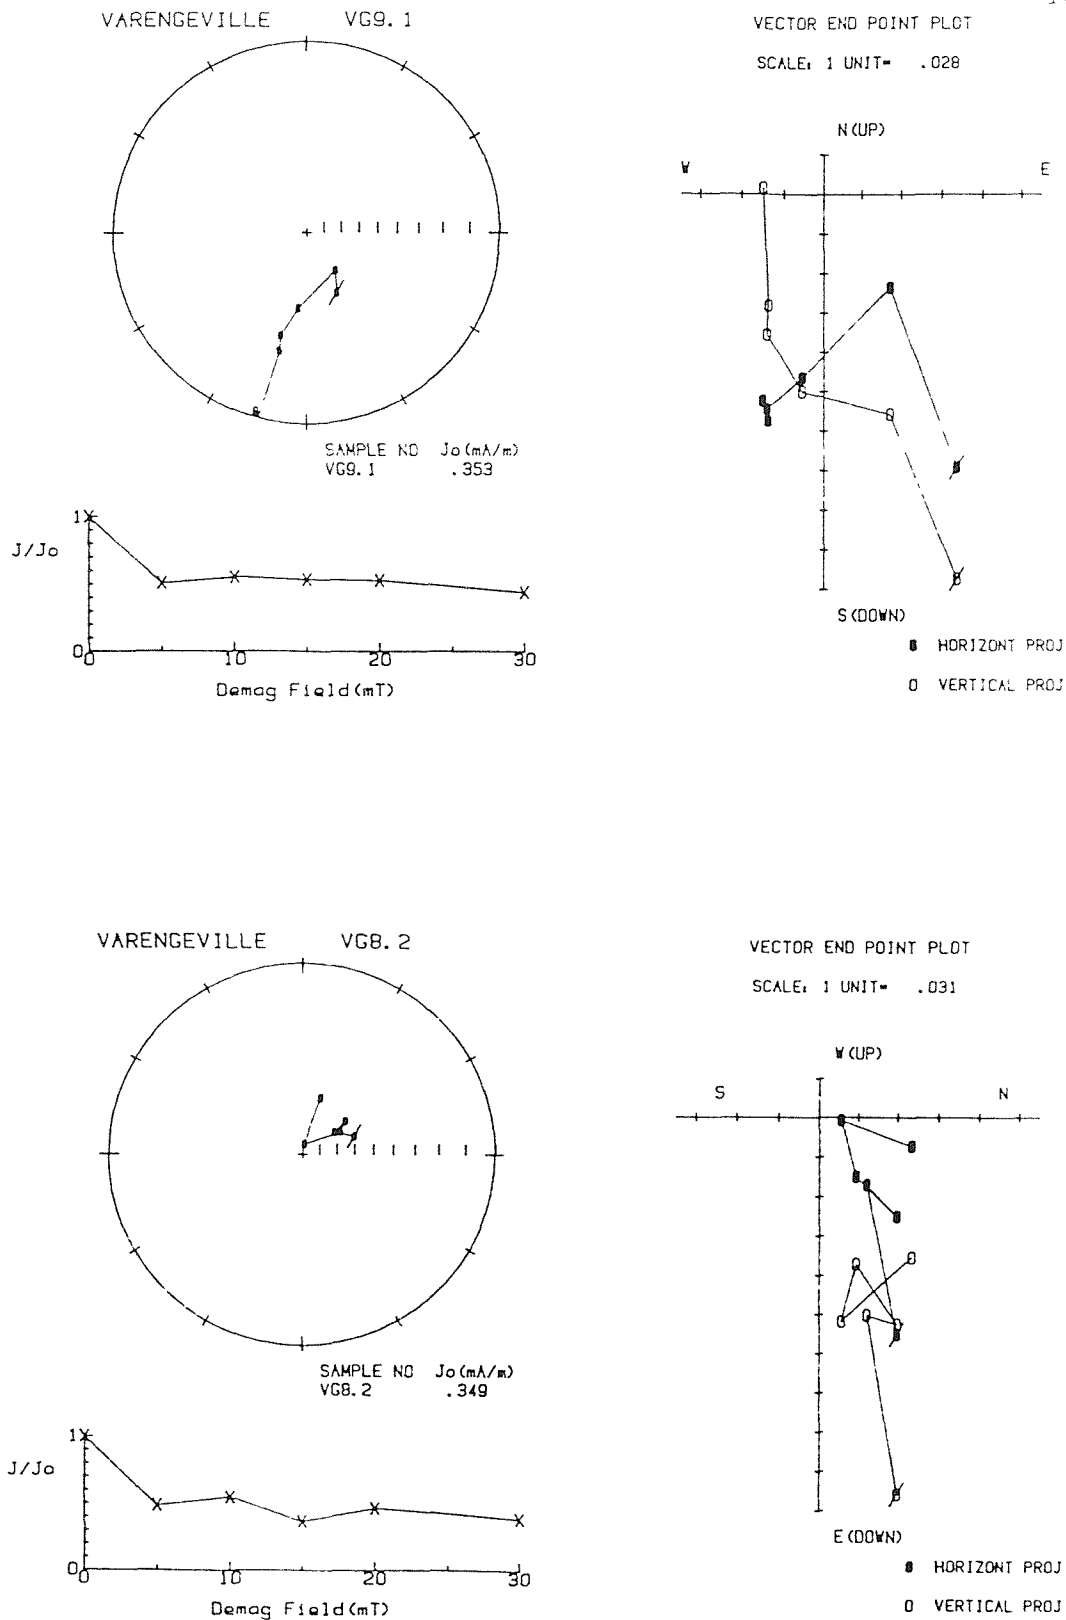 VARENGEVILLE VG9.1
VECTOR END POINT PLOT
SCALE: 1 UNIT= .028
N(UP)
W E
SAMPLE NO Jo(mA/m)
VG9.1 .353
1
J/Jo
0
0 10 20 30
Demag Field(mT)
S(DOWN)
HORIZONT PROJ
VERTICAL PROJ
VARENGEVILLE VG8.2
VECTOR END POINT PLOT
SCALE: 1 UNIT= .031
W(UP)
S N
SAMPLE NO Jo(mA/m)
VG8.2 .349
1
J/Jo
0
0 10 20 30
Demag Field(mT)
E(DOWN)
HORIZONT PROJ
VERTICAL PROJ